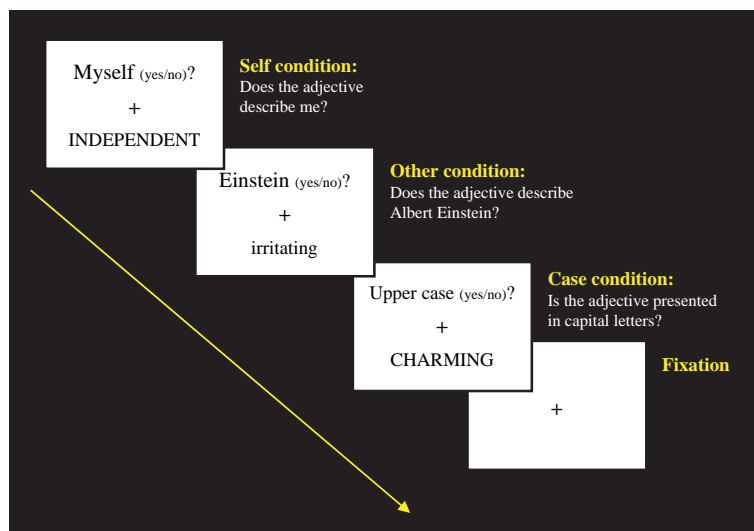 Myself (yes/no)?
+
INDEPENDENT
Self condition:
Does the adjective
describe me?
Einstein (yes/no)?
+
irritating
Other condition:
Does the adjective describe
Albert Einstein?
Upper case (yes/no)?
+
CHARMING
Case condition:
Is the adjective presented
in capital letters?
Fixation
+